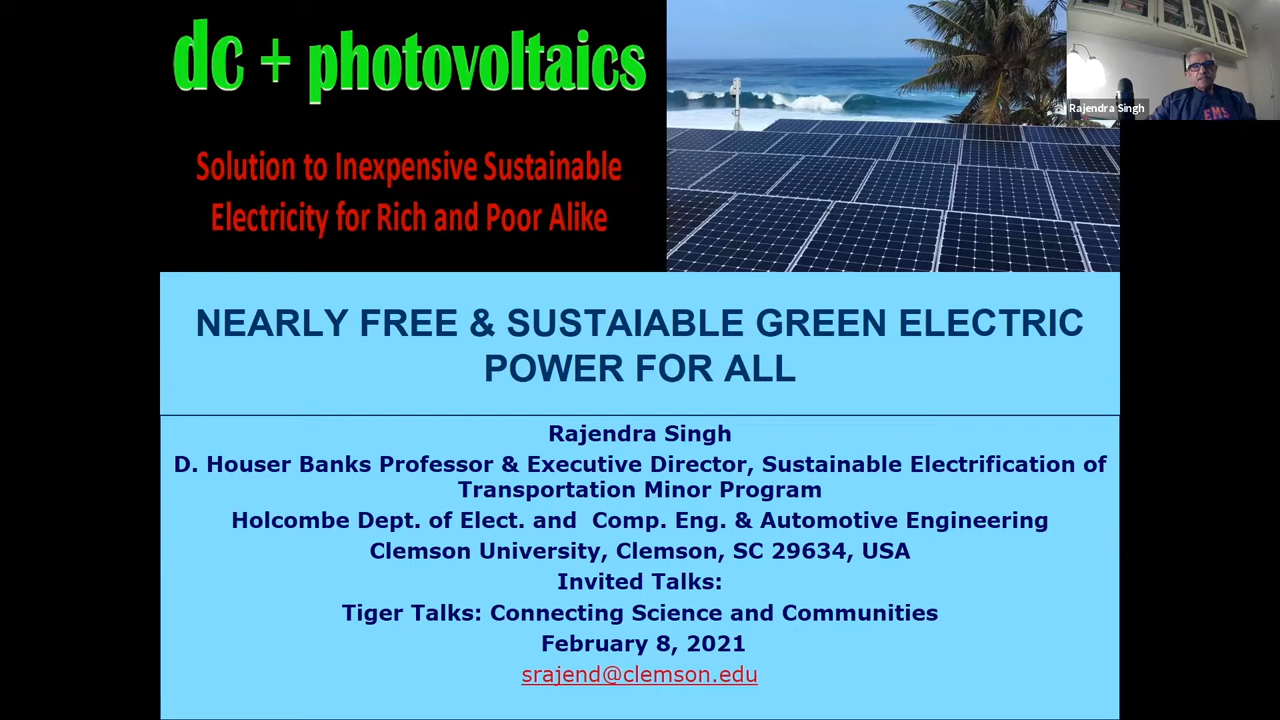 dc + photovoltaics
Solution to Inexpensive Sustainable
Electricity for Rich and Poor Alike
Rajendra Singh
EMS
NEARLY FREE & SUSTAIABLE GREEN ELECTRIC
POWER FOR ALL
Rajendra Singh
D. Houser Banks Professor & Executive Director, Sustainable Electrification of
Transportation Minor Program
Holcombe Dept. of Elect. and Comp. Eng. & Automotive Engineering
Clemson University, Clemson, SC 29634, USA
Invited Talks:
Tiger Talks: Connecting Science and Communities
February 8, 2021
srajend@clemson.edu